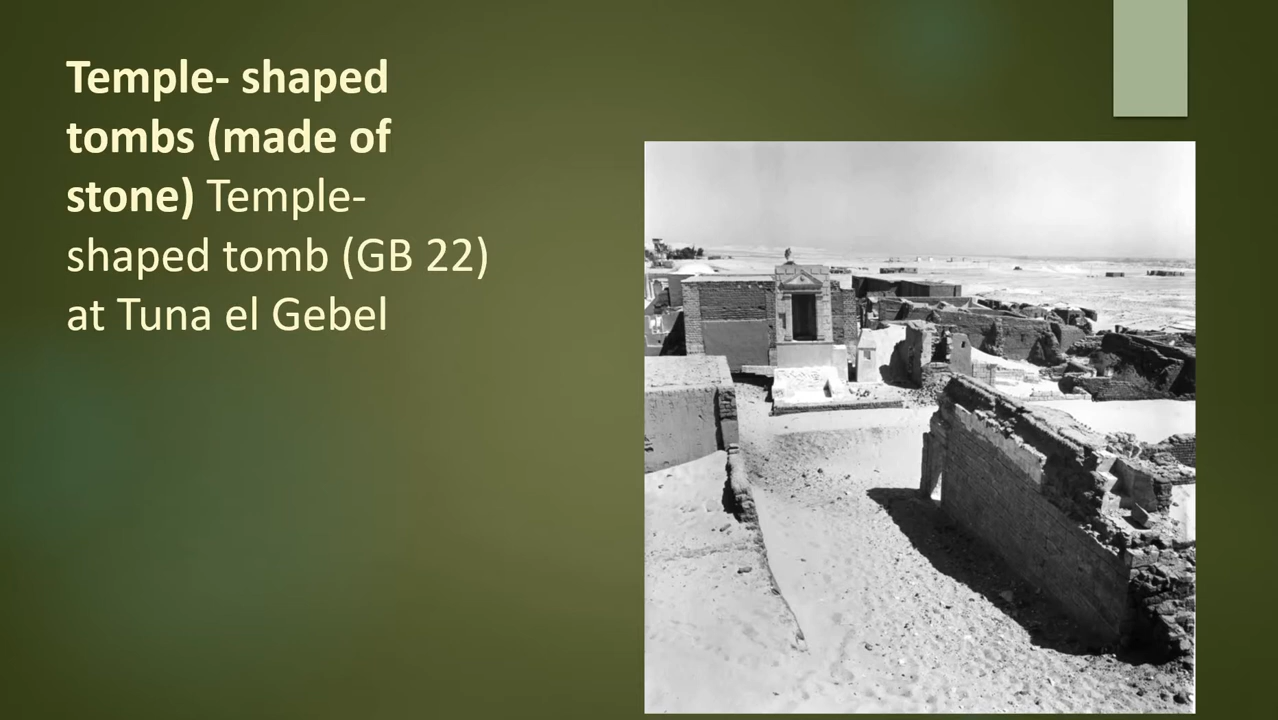 Temple- shaped
tombs (made of
stone) Temple-
shaped tomb (GB 22)
at Tuna el Gebel